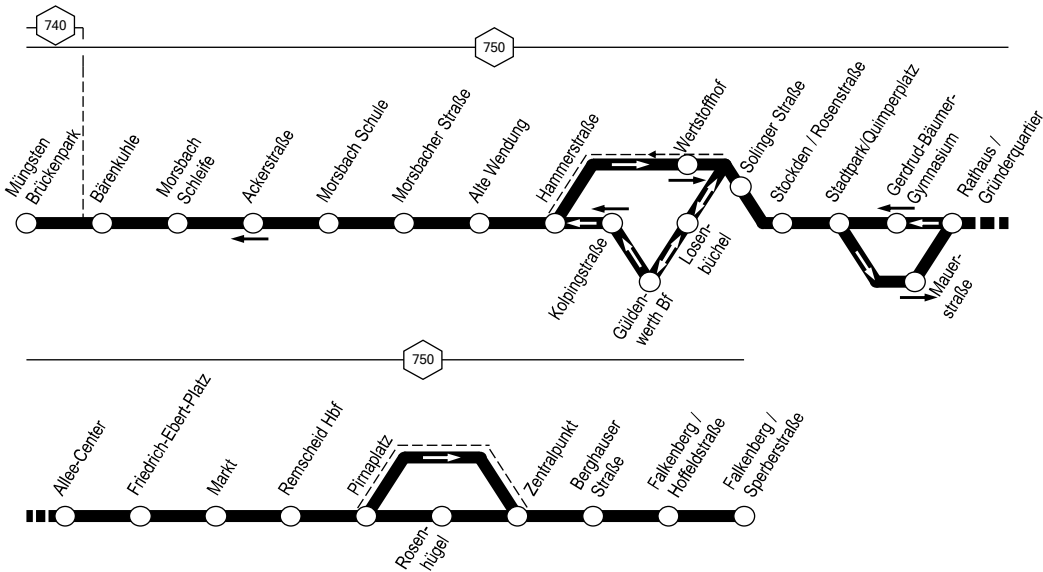 740
750
Müngsten
Brückenpark
Bärenkuhle
Morsbach
Schleife
Ackerstraße
Morsbach Schule
Morsbacher Straße
Alte Wendung
Hammerstraße
Kolpingstraße
Gülden-
werth Bf
Losen-
büchel
Wertstoffhof
Solinger Straße
Stockden / Rosenstraße
Stadtpark/Quimperplatz
Gertrud-Bäumer-
Gymnasium
Mauer-
straße
Rathaus /
Gründerquartier
750
Allee-Center
Friedrich-Ebert-Platz
Markt
Remscheid Hbf
Pirnaplatz
Rosen-
hügel
Zentralpunkt
Berghauser
Straße
Falkenberg /
Hoffeldstraße
Falkenberg /
Sperberstraße